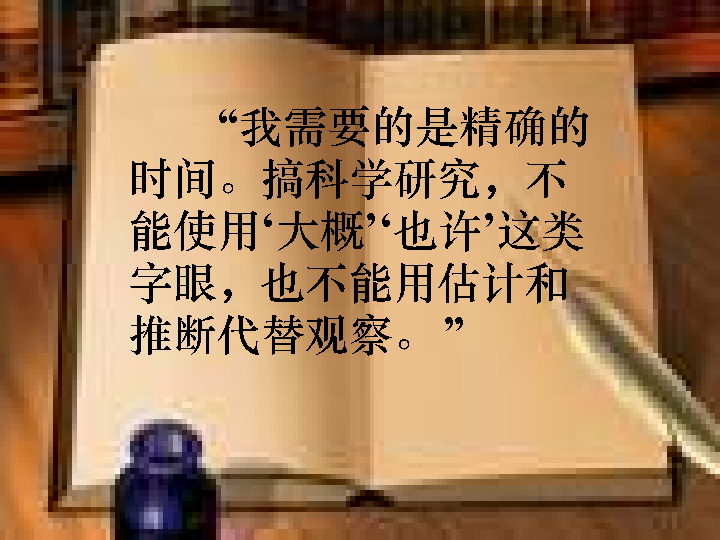 “我需要的是精确的
时间。搞科学研究，不
能使用‘大概’‘也许’这类
字眼，也不能用估计和
推断代替观察。”